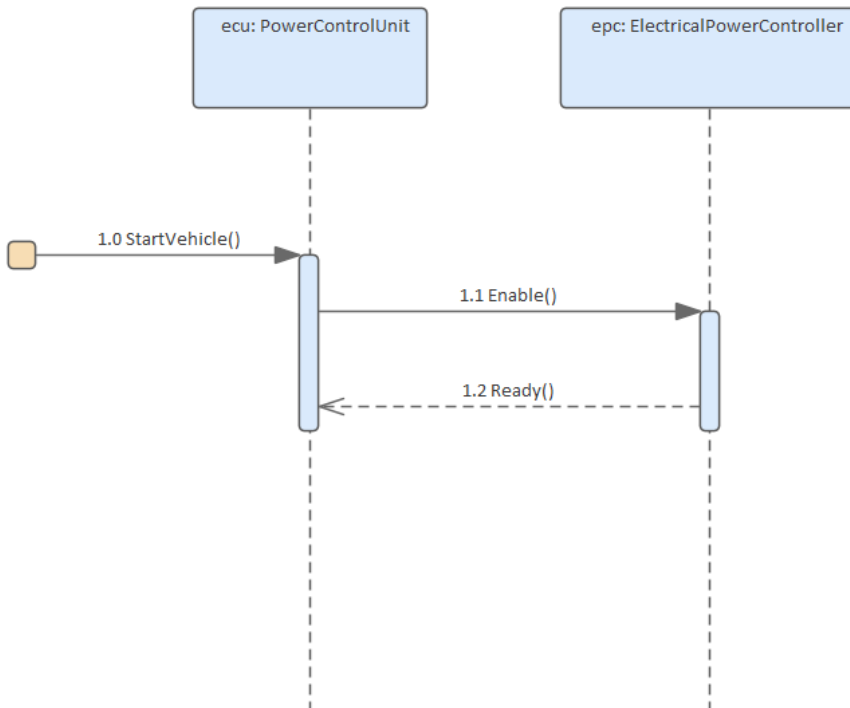 ecu: PowerControlUnit
epc: ElectricalPowerController
1.0 StartVehicle()
1.1 Enable()
1.2 Ready()